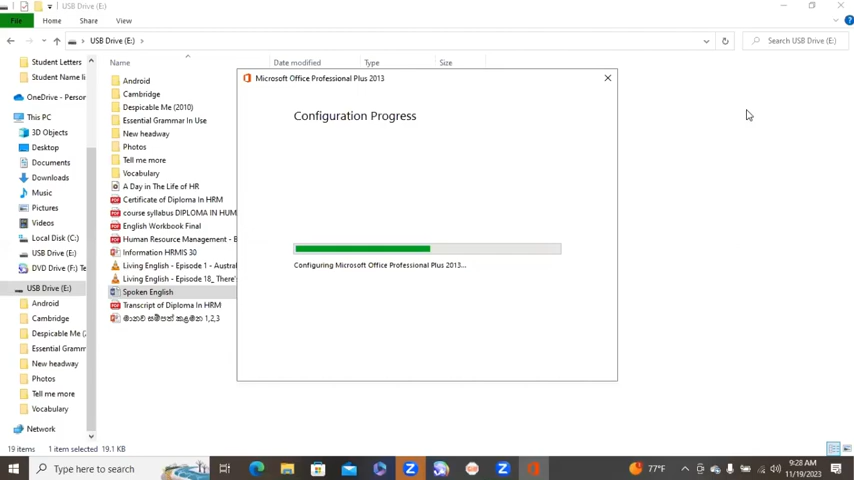 USB Drive (E:)
File
Home
Share
View
USB Drive (E:)
Search USB Drive (E:)
Student Letters
Student Name li
OneDrive - Person
This PC
3D Objects
Desktop
Documents
Downloads
Music
Pictures
Videos
Local Disk (C:)
USB Drive (E:)
DVD Drive (F:) Te
USB Drive (E:)
Android
Cambridge
Despicable Me (2
Essential Gramm
New headway
Photos
Tell me more
Vocabulary
Network
Name
Date modified
Type
Size
Android
Cambridge
Despicable Me (2010)
Essential Grammar In Use
New headway
Photos
Tell me more
Vocabulary
A Day in The Life of HR
Certificate of Diploma In HRM
course syllabus DIPLOMA IN HUM
English Workbook Final
Human Resource Management - E
Information HRMIS 30
Living English - Episode 1 - Austral
Living English - Episode 18_ There'
Spoken English
Transcript of Diploma In HRM
මානව සම්පත් කළමන 1,2,3
Microsoft Office Professional Plus 2013
Configuration Progress
Configuring Microsoft Office Professional Plus 2013...
19 items
1 item selected 19.1 KB
Type here to search
77°F
9:28 AM
11/19/2023